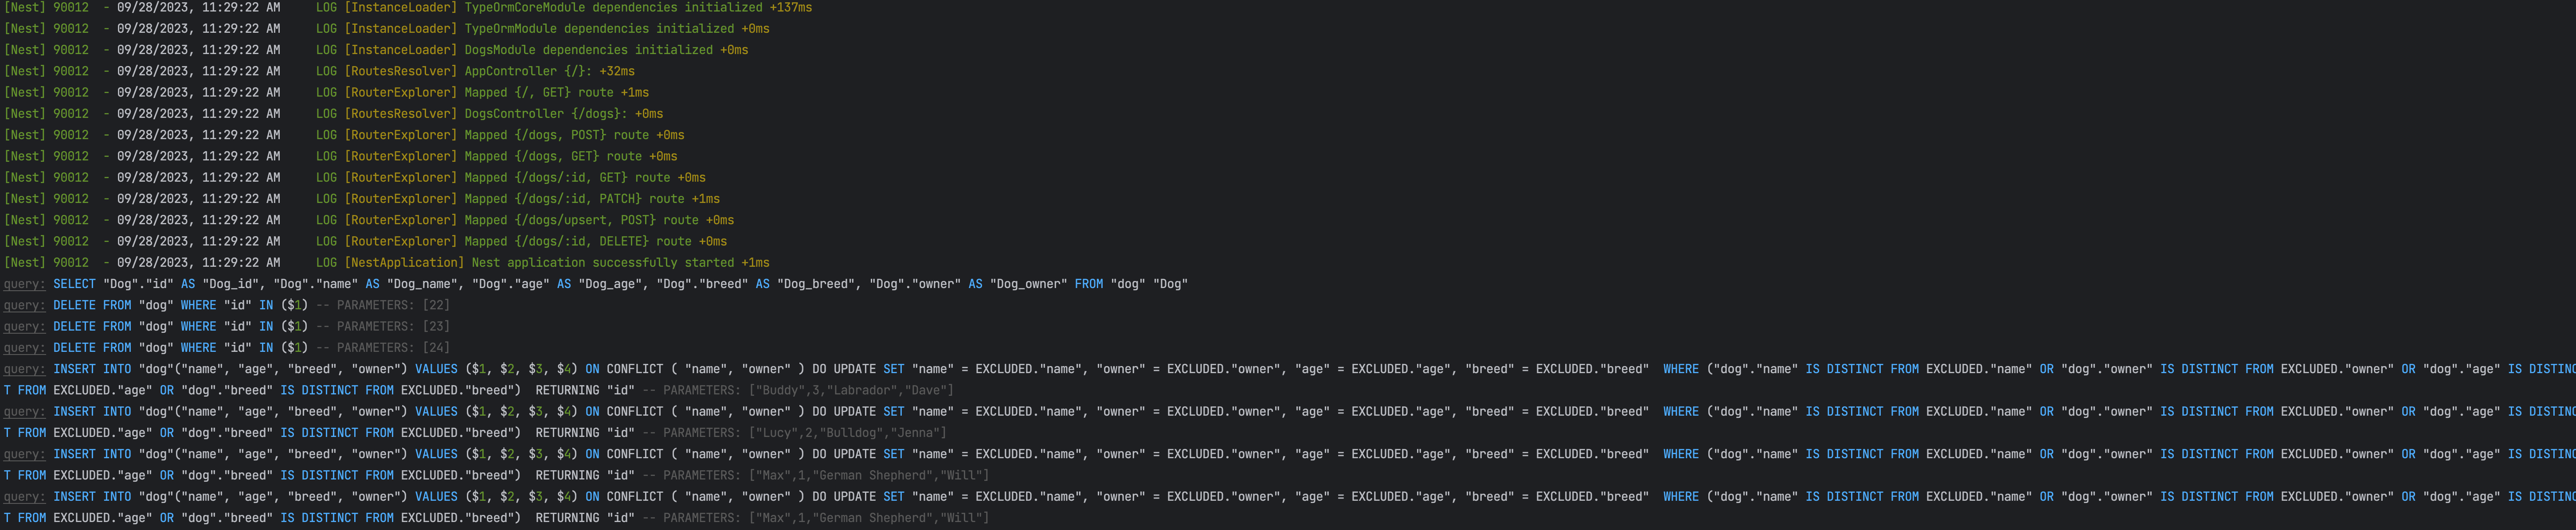 [Nest] 90012  - 09/28/2023, 11:29:22 AM     LOG [InstanceLoader] TypeOrmCoreModule dependencies initialized +137ms
[Nest] 90012  - 09/28/2023, 11:29:22 AM     LOG [InstanceLoader] TypeOrmModule dependencies initialized +0ms
[Nest] 90012  - 09/28/2023, 11:29:22 AM     LOG [InstanceLoader] DogsModule dependencies initialized +0ms
[Nest] 90012  - 09/28/2023, 11:29:22 AM     LOG [RoutesResolver] AppController {/}: +32ms
[Nest] 90012  - 09/28/2023, 11:29:22 AM     LOG [RouterExplorer] Mapped {/, GET} route +1ms
[Nest] 90012  - 09/28/2023, 11:29:22 AM     LOG [RoutesResolver] DogsController {/dogs}: +0ms
[Nest] 90012  - 09/28/2023, 11:29:22 AM     LOG [RouterExplorer] Mapped {/dogs, POST} route +0ms
[Nest] 90012  - 09/28/2023, 11:29:22 AM     LOG [RouterExplorer] Mapped {/dogs, GET} route +0ms
[Nest] 90012  - 09/28/2023, 11:29:22 AM     LOG [RouterExplorer] Mapped {/dogs/:id, GET} route +0ms
[Nest] 90012  - 09/28/2023, 11:29:22 AM     LOG [RouterExplorer] Mapped {/dogs/:id, PATCH} route +1ms
[Nest] 90012  - 09/28/2023, 11:29:22 AM     LOG [RouterExplorer] Mapped {/dogs/upsert, POST} route +0ms
[Nest] 90012  - 09/28/2023, 11:29:22 AM     LOG [RouterExplorer] Mapped {/dogs/:id, DELETE} route +0ms
[Nest] 90012  - 09/28/2023, 11:29:22 AM     LOG [NestApplication] Nest application successfully started +1ms
query: SELECT "Dog"."id" AS "Dog_id", "Dog"."name" AS "Dog_name", "Dog"."age" AS "Dog_age", "Dog"."breed" AS "Dog_breed", "Dog"."owner" AS "Dog_owner" FROM "dog" "Dog"
query: DELETE FROM "dog" WHERE "id" IN ($1) -- PARAMETERS: [22]
query: DELETE FROM "dog" WHERE "id" IN ($1) -- PARAMETERS: [23]
query: DELETE FROM "dog" WHERE "id" IN ($1) -- PARAMETERS: [24]
query: INSERT INTO "dog"("name", "age", "breed", "owner") VALUES ($1, $2, $3, $4) ON CONFLICT ( "name", "owner" ) DO UPDATE SET "name" = EXCLUDED."name", "owner" = EXCLUDED."owner", "age" = EXCLUDED."age", "breed" = EXCLUDED."breed"  WHERE ("dog"."name" IS DISTINCT FROM EXCLUDED."name" OR "dog"."owner" IS DISTINCT FROM EXCLUDED."owner" OR "dog"."age" IS DISTINC
T FROM EXCLUDED."age" OR "dog"."breed" IS DISTINCT FROM EXCLUDED."breed")  RETURNING "id" -- PARAMETERS: ["Buddy",3,"Labrador","Dave"]
query: INSERT INTO "dog"("name", "age", "breed", "owner") VALUES ($1, $2, $3, $4) ON CONFLICT ( "name", "owner" ) DO UPDATE SET "name" = EXCLUDED."name", "owner" = EXCLUDED."owner", "age" = EXCLUDED."age", "breed" = EXCLUDED."breed"  WHERE ("dog"."name" IS DISTINCT FROM EXCLUDED."name" OR "dog"."owner" IS DISTINCT FROM EXCLUDED."owner" OR "dog"."age" IS DISTINC
T FROM EXCLUDED."age" OR "dog"."breed" IS DISTINCT FROM EXCLUDED."breed")  RETURNING "id" -- PARAMETERS: ["Lucy",2,"Bulldog","Jenna"]
query: INSERT INTO "dog"("name", "age", "breed", "owner") VALUES ($1, $2, $3, $4) ON CONFLICT ( "name", "owner" ) DO UPDATE SET "name" = EXCLUDED."name", "owner" = EXCLUDED."owner", "age" = EXCLUDED."age", "breed" = EXCLUDED."breed"  WHERE ("dog"."name" IS DISTINCT FROM EXCLUDED."name" OR "dog"."owner" IS DISTINCT FROM EXCLUDED."owner" OR "dog"."age" IS DISTINC
T FROM EXCLUDED."age" OR "dog"."breed" IS DISTINCT FROM EXCLUDED."breed")  RETURNING "id" -- PARAMETERS: ["Max",1,"German Shepherd","Will"]
query: INSERT INTO "dog"("name", "age", "breed", "owner") VALUES ($1, $2, $3, $4) ON CONFLICT ( "name", "owner" ) DO UPDATE SET "name" = EXCLUDED."name", "owner" = EXCLUDED."owner", "age" = EXCLUDED."age", "breed" = EXCLUDED."breed"  WHERE ("dog"."name" IS DISTINCT FROM EXCLUDED."name" OR "dog"."owner" IS DISTINCT FROM EXCLUDED."owner" OR "dog"."age" IS DISTINC
T FROM EXCLUDED."age" OR "dog"."breed" IS DISTINCT FROM EXCLUDED."breed")  RETURNING "id" -- PARAMETERS: ["Max",1,"German Shepherd","Will"]